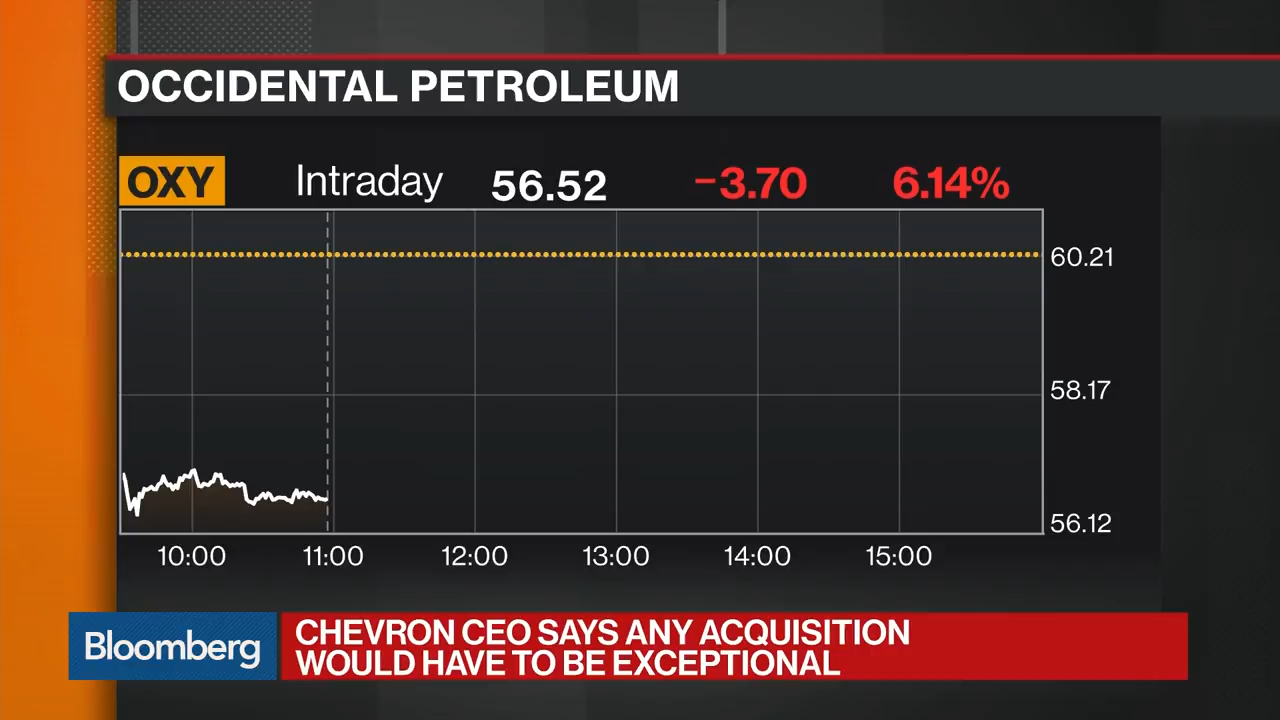 OCCIDENTAL PETROLEUM
OXY Intraday 56.52 -3.70 6.14%
60.21
58.17
56.12
10:00 11:00 12:00 13:00 14:00 15:00
Bloomberg
CHEVRON CEO SAYS ANY ACQUISITION
WOULD HAVE TO BE EXCEPTIONAL